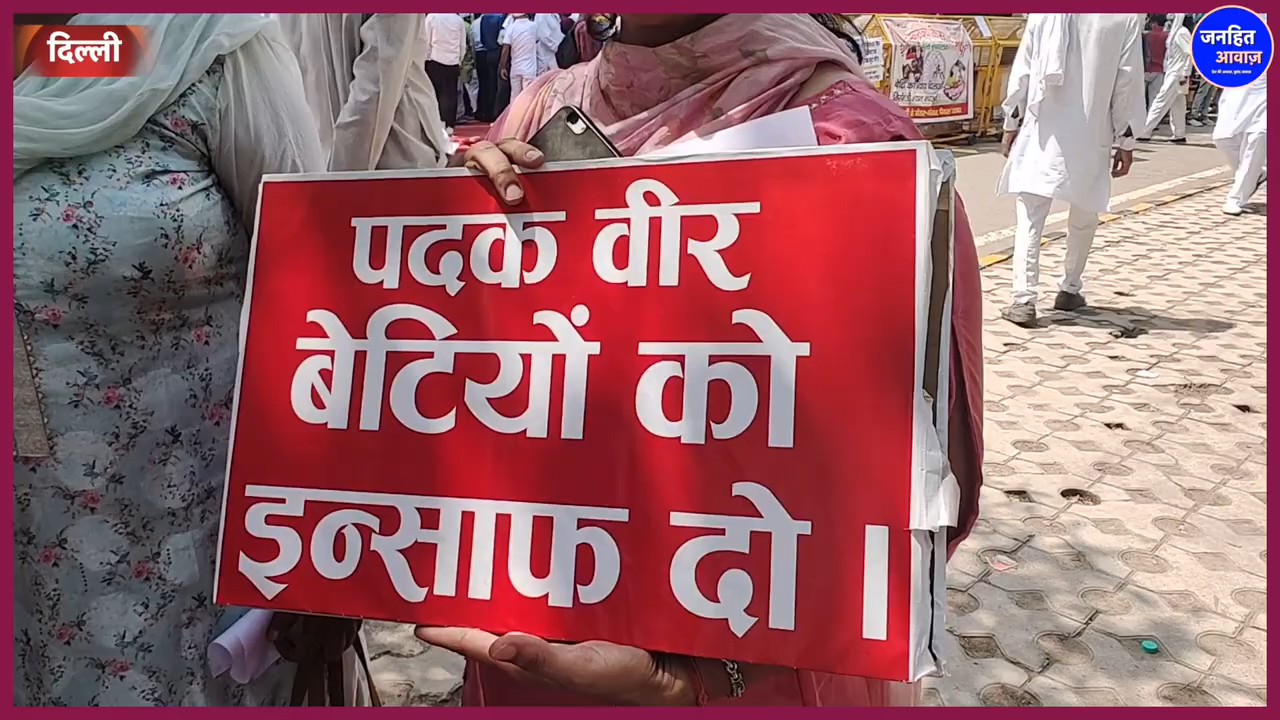 दिल्ली
जनहित
आवाज़
पदक वीर
बेटियों को
इन्साफ दो ।